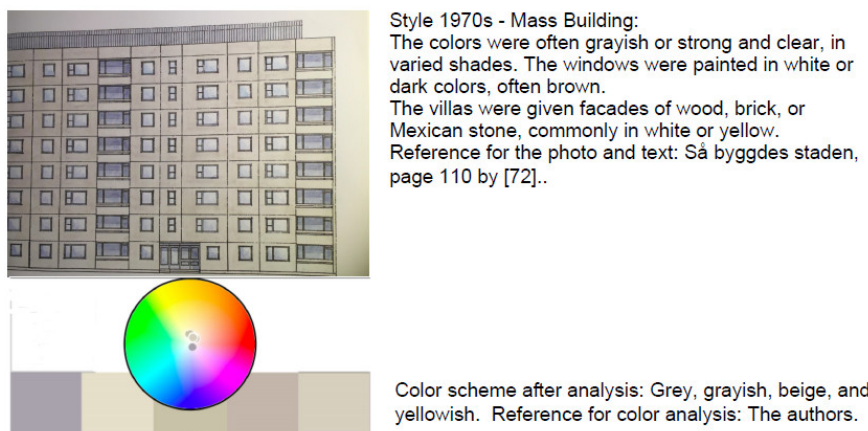 Style 1970s - Mass Building:
The colors were often grayish or strong and clear, in
varied shades. The windows were painted in white or
dark colors, often brown.
The villas were given facades of wood, brick, or
Mexican stone, commonly in white or yellow.
Reference for the photo and text: Så byggdes staden,
page 110 by [72]..
Color scheme after analysis: Grey, grayish, beige, and
yellowish.  Reference for color analysis: The authors.